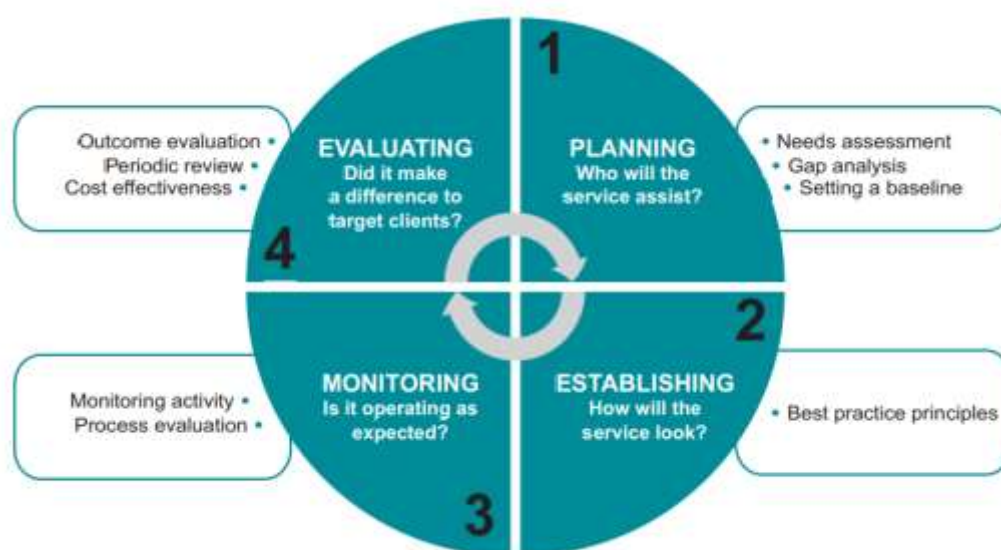 1
PLANNING
Who will the
service assist?
• Needs assessment
• Gap analysis
• Setting a baseline
2
ESTABLISHING
How will the
service look?
• Best practice principles
3
MONITORING
Is it operating as
expected?
Monitoring activity •
Process evaluation •
4
EVALUATING
Did it make
a difference to
target clients?
Outcome evaluation •
Periodic review •
Cost effectiveness •